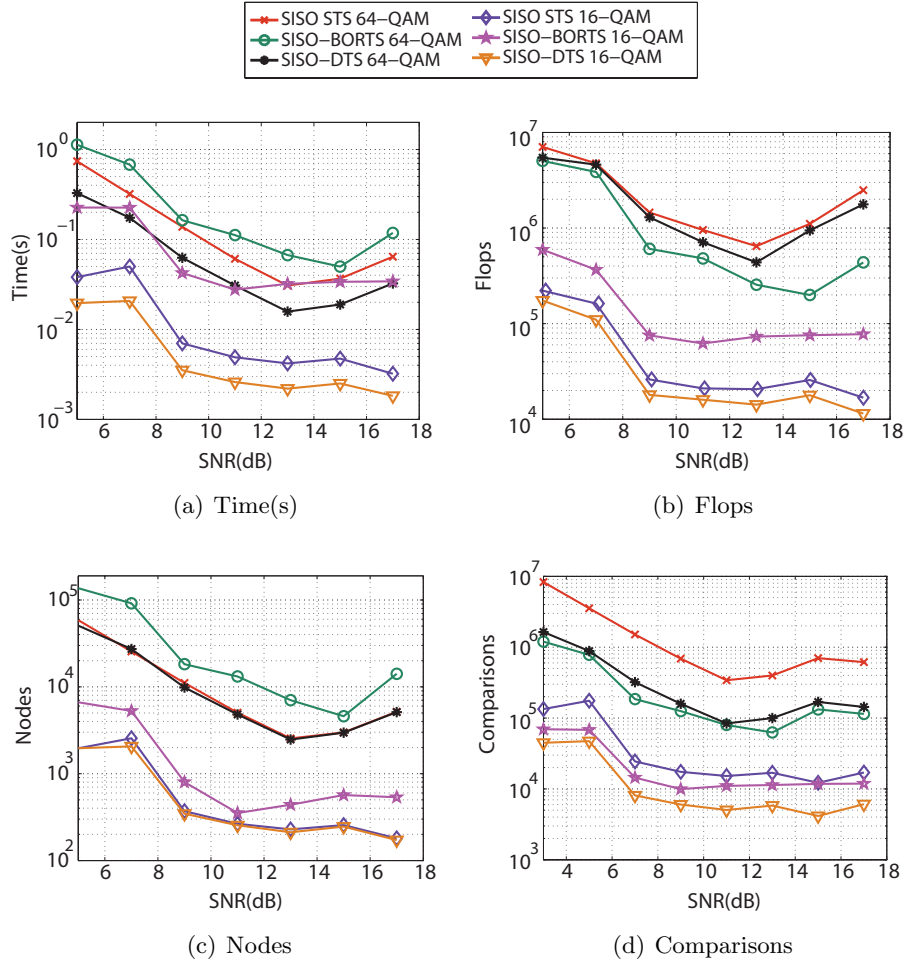 SISO STS 64−QAM
SISO−BORTS 64−QAM
SISO−DTS 64−QAM
SISO STS 16−QAM
SISO−BORTS 16−QAM
SISO−DTS 16−QAM
10^0
10^−1
10^−2
10^−3
Time(s)
6 8 10 12 14 16 18
SNR(dB)
(a) Time(s)
10^7
10^6
10^5
10^4
Flops
6 8 10 12 14 16 18
SNR(dB)
(b) Flops
10^5
10^4
10^3
10^2
Nodes
6 8 10 12 14 16 18
SNR(dB)
(c) Nodes
10^7
10^6
10^5
10^4
10^3
Comparisons
4 6 8 10 12 14 16 18
SNR(dB)
(d) Comparisons